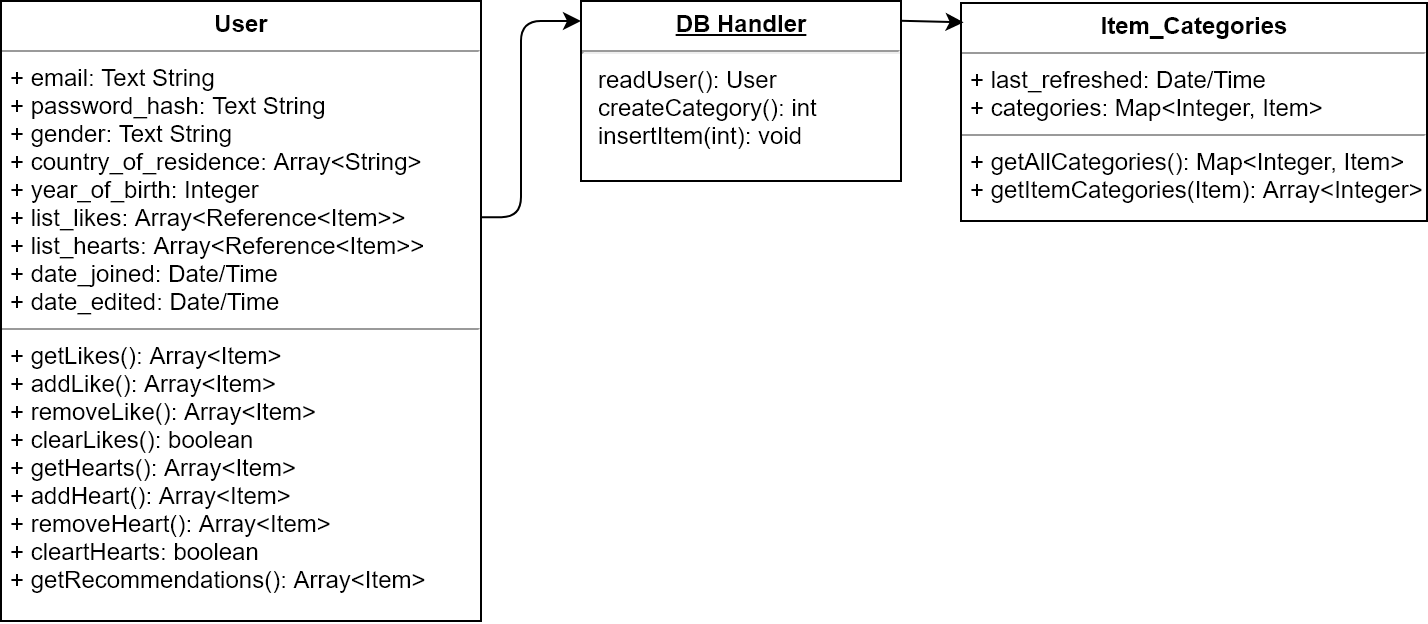 User
+ email: Text String
+ password_hash: Text String
+ gender: Text String
+ country_of_residence: Array<String>
+ year_of_birth: Integer
+ list_likes: Array<Reference<Item>>
+ list_hearts: Array<Reference<Item>>
+ date_joined: Date/Time
+ date_edited: Date/Time
+ getLikes(): Array<Item>
+ addLike(): Array<Item>
+ removeLike(): Array<Item>
+ clearLikes(): boolean
+ getHearts(): Array<Item>
+ addHeart(): Array<Item>
+ removeHeart(): Array<Item>
+ cleartHearts: boolean
+ getRecommendations(): Array<Item>
DB Handler
readUser(): User
createCategory(): int
insertItem(int): void
Item_Categories
+ last_refreshed: Date/Time
+ categories: Map<Integer, Item>
+ getAllCategories(): Map<Integer, Item>
+ getItemCategories(Item): Array<Integer>